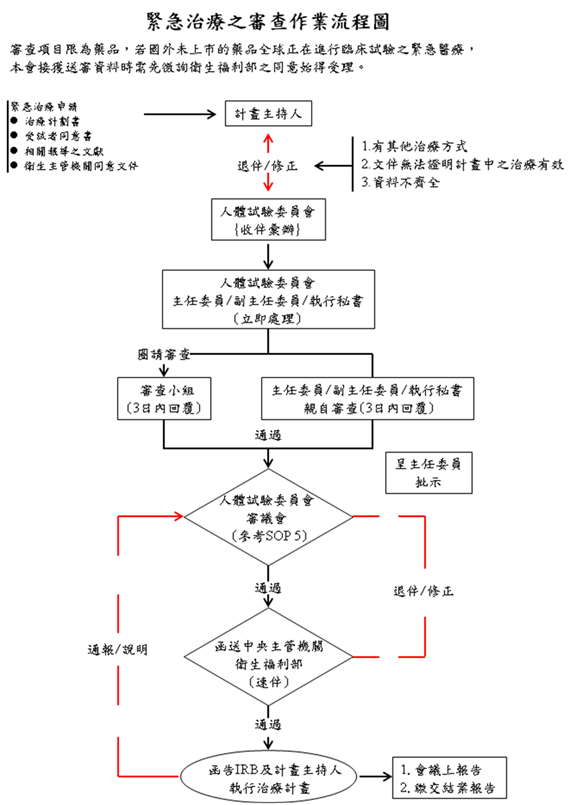 緊急治療之審查作業流程圖
審查項目限為藥品，若國外未上市的藥品全球正在進行臨床試驗之緊急醫療，
本會接獲送審資料時需先徵詢衛生福利部之同意始得受理。
緊急治療申請
● 治療計劃書
● 受試者同意書
● 相關報導之文獻
● 衛生主管機關同意文件
計畫主持人
退件/修正
1.有其他治療方式
2.文件無法證明計畫中之治療有效
3.資料不齊全
人體試驗委員會
{收件彙辦}
人體試驗委員會
主任委員/副主任委員/執行秘書
(立即處理)
圈請審查
審查小組
(3日內回覆)
主任委員/副主任委員/執行秘書
親自審查(3日內回覆)
通過
呈主任委員
批示
人體試驗委員會
審議會
(參考SOP 5)
通過
退件/修正
函送中央主管機關
衛生福利部
(速件)
通報/說明
通過
函告IRB及計畫主持人
執行治療計畫
1. 會議上報告
2. 繳交結案報告